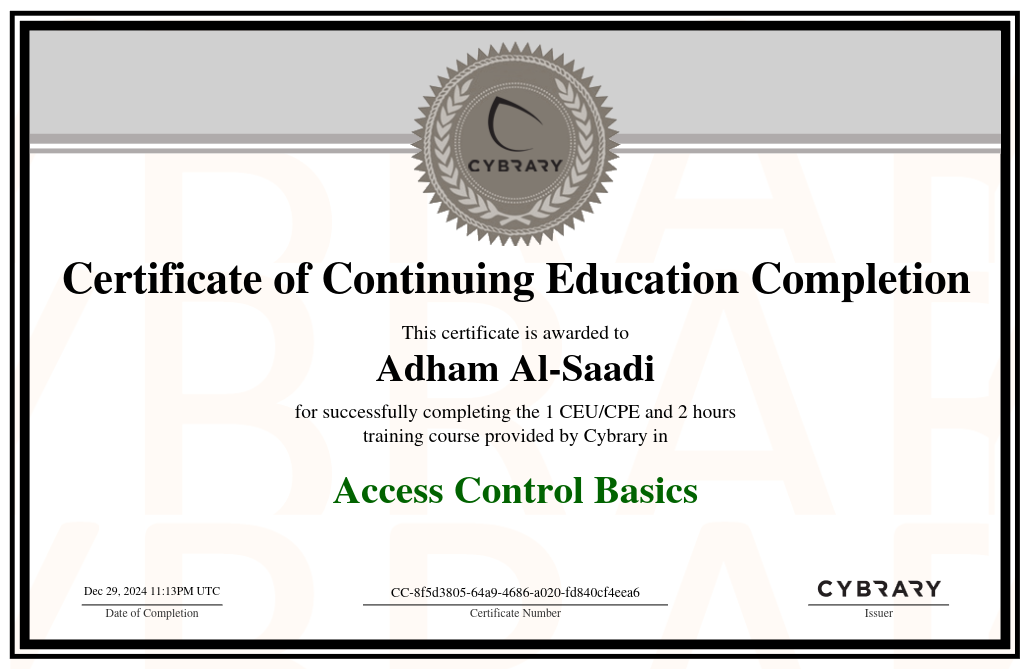 CYBRARY
Certificate of Continuing Education Completion
This certificate is awarded to
Adham Al-Saadi
for successfully completing the 1 CEU/CPE and 2 hours
training course provided by Cybrary in
Access Control Basics
Dec 29, 2024 11:13PM UTC
Date of Completion
CC-8f5d3805-64a9-4686-a020-fd840cf4eea6
Certificate Number
CYBRARY
Issuer